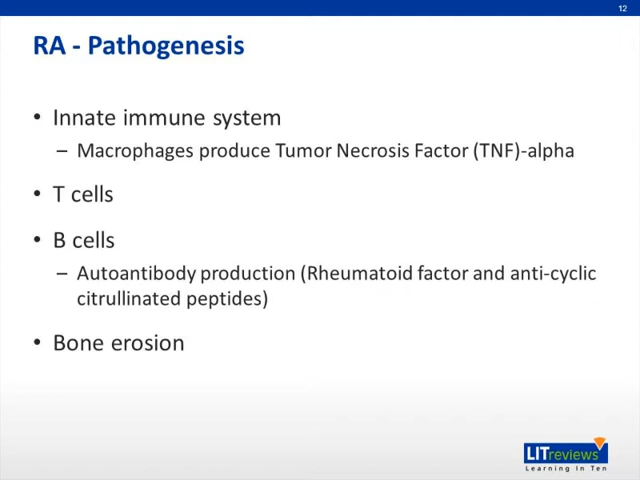 12
RA - Pathogenesis
• Innate immune system
– Macrophages produce Tumor Necrosis Factor (TNF)-alpha
• T cells
• B cells
– Autoantibody production (Rheumatoid factor and anti-cyclic
citrullinated peptides)
• Bone erosion
LITreviews
Learning In Ten